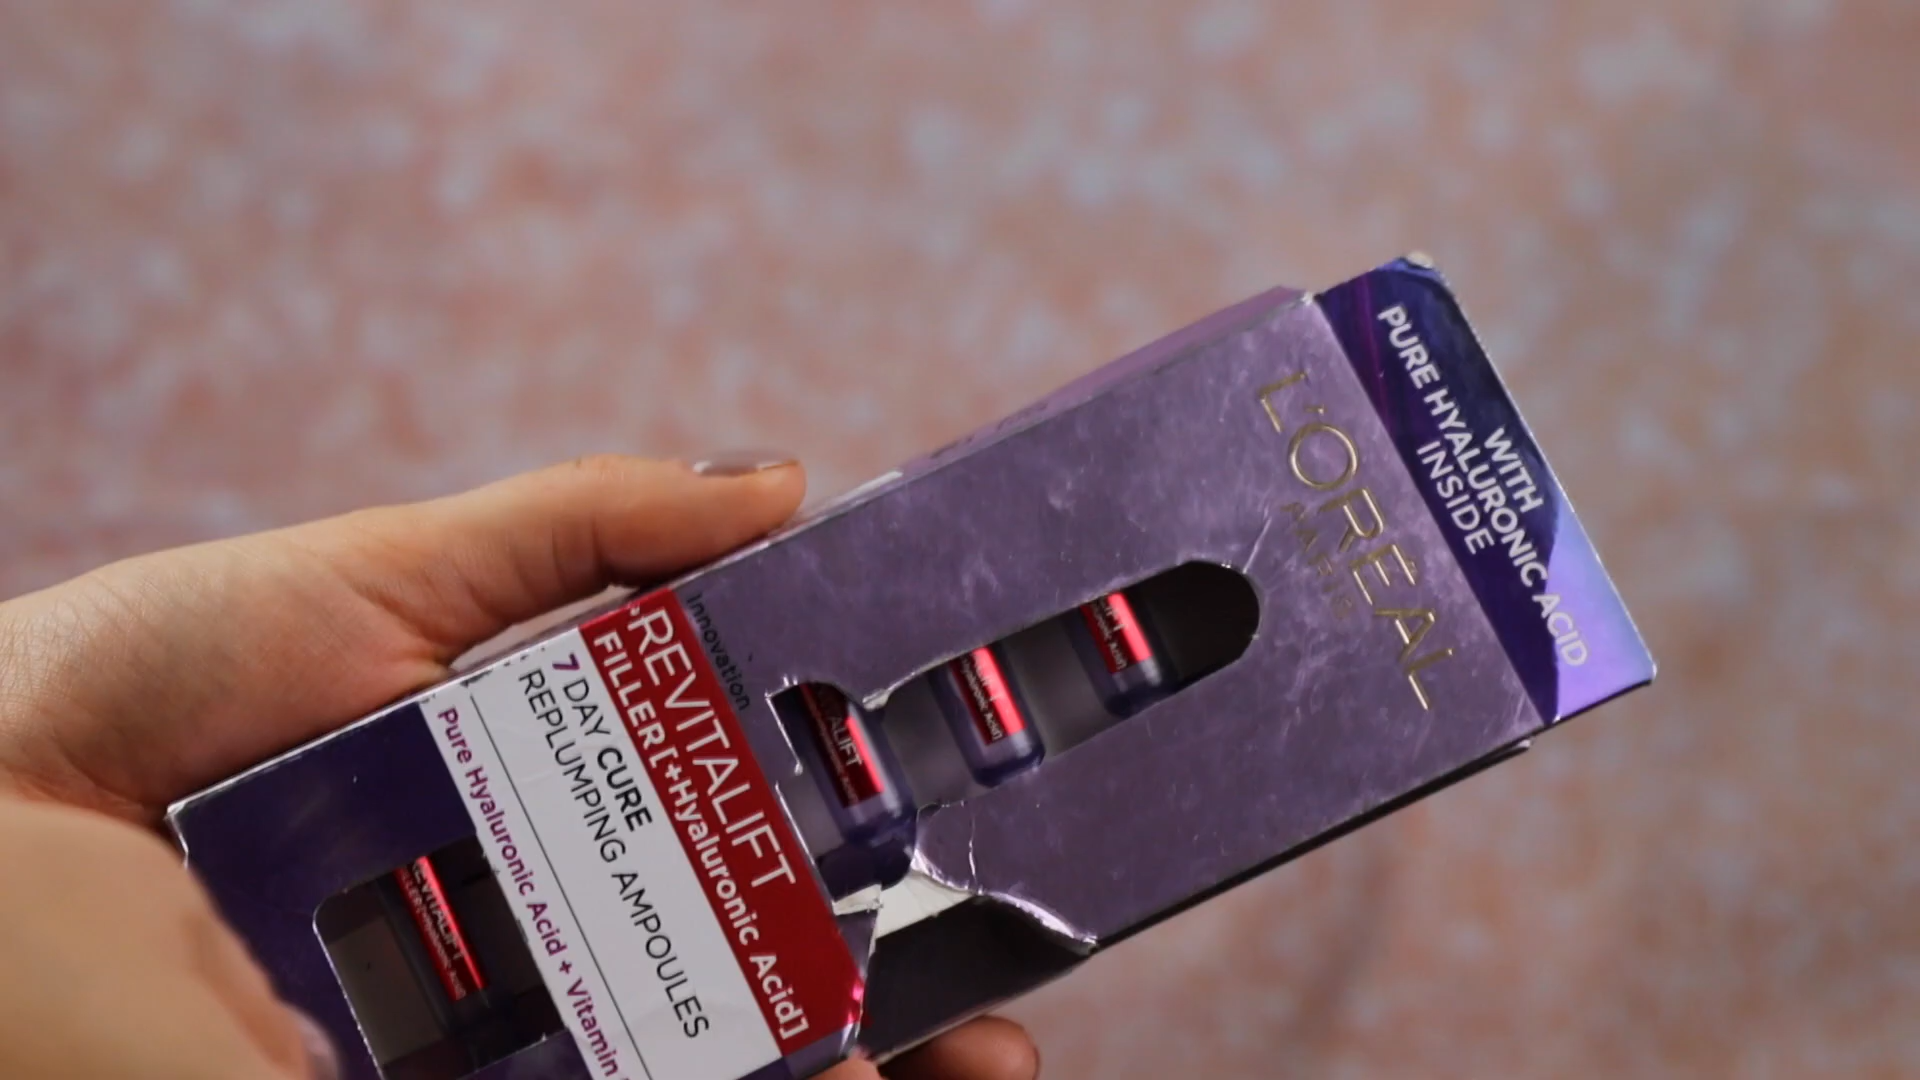 WITH
PURE HYALURONIC ACID
INSIDE
L'ORÉAL
PARIS
Innovation
REVITALIFT
FILLER [+Hyaluronic Acid]
7 DAY CURE
REPLUMPING AMPOULES
Pure Hyaluronic Acid + Vitamin
REVITALIFT